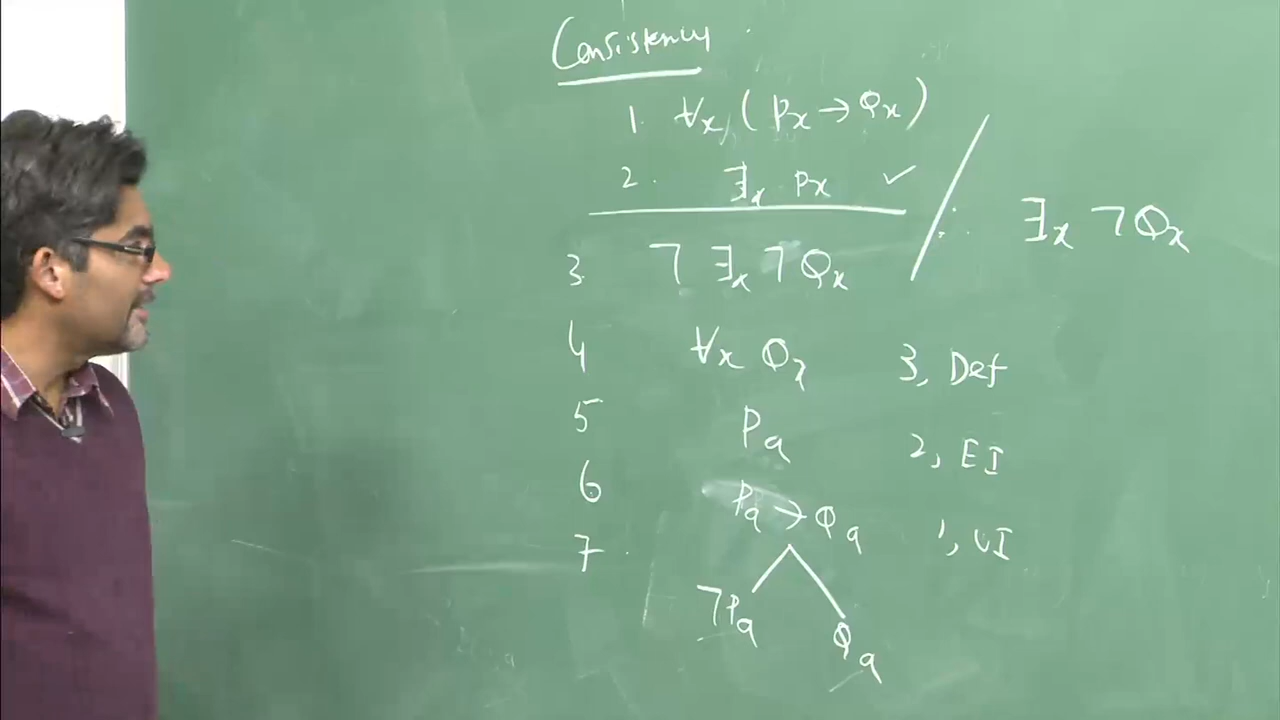 Consistency
1. ∀x (Px → Qx)
2. ∃x Px ✓
/∴ ∃x ¬Qx
3. ¬∃x ¬Qx
4 ∀x Qx 3, Def
5 Pa 2, EI
6 Pa → Qa 1, UI
7. ¬Pa Qa